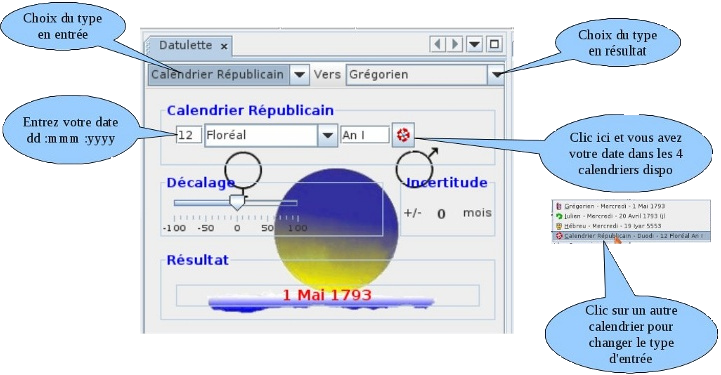 Choix du type
en entrée
Datulette ×
Choix du type
en résultat
Calendrier Républicain Vers Grégorien
Calendrier Républicain
Entrez votre date
dd :mmm :yyyy
12 Floréal An I
Clic ici et vous avez
votre date dans les 4
calendriers dispo
Décalage Incertitude
+/- 0 mois
-100 -50 0 50 100
Grégorien - Mercredi - 1 Mai 1793
Julien - Mercredi - 20 Avril 1793 (J)
Hébreu - Mercredi - 19 Iyar 5553
Calendrier Républicain - Duodi - 12 Floréal An I
Résultat
1 Mai 1793
Clic sur un autre
calendrier pour
changer le type
d'entrée